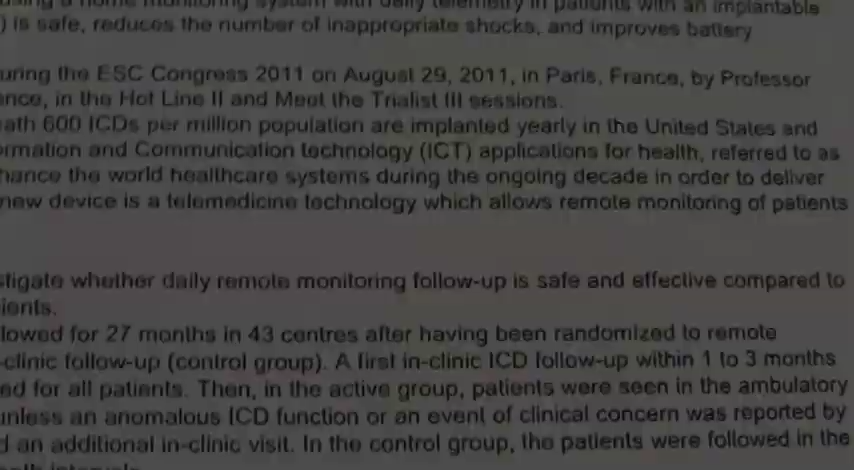 using a home monitoring system with daily telemetry in patients with an implantable
) is safe, reduces the number of inappropriate shocks, and improves battery
uring the ESC Congress 2011 on August 29, 2011, in Paris, France, by Professor
ance, in the Hot Line II and Meet the Trialist III sessions.
eath 600 ICDs per million population are implanted yearly in the United States and
ormation and Communication technology (ICT) applications for health, referred to as
hance the world healthcare systems during the ongoing decade in order to deliver
new device is a telemedicine technology which allows remote monitoring of patients
stigate whether daily remote monitoring follow-up is safe and effective compared to
ients.
llowed for 27 months in 43 centres after having been randomized to remote
-clinic follow-up (control group). A first in-clinic ICD follow-up within 1 to 3 months
ed for all patients. Then, in the active group, patients were seen in the ambulatory
unless an anomalous ICD function or an event of clinical concern was reported by
d an additional in-clinic visit. In the control group, the patients were followed in the